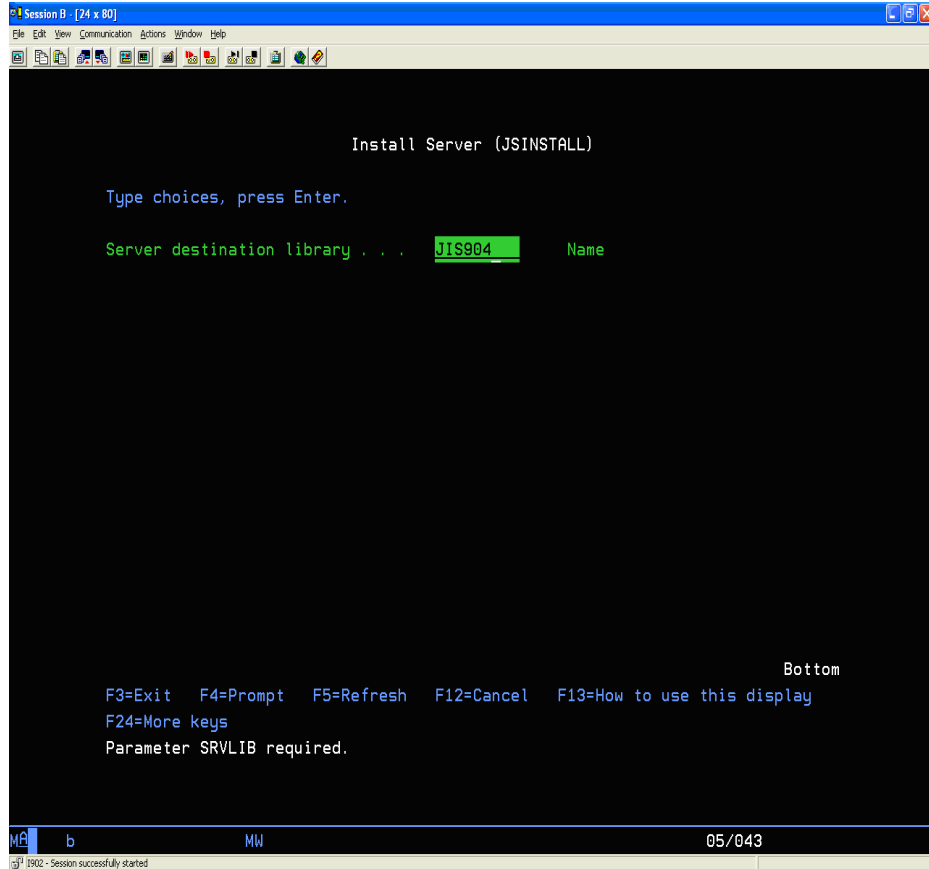 Session B - [24 x 80]
File Edit View Communication Actions Window Help
Install Server (JSINSTALL)
Type choices, press Enter.
Server destination library . . . JIS904 Name
Bottom
F3=Exit F4=Prompt F5=Refresh F12=Cancel F13=How to use this display
F24=More keys
Parameter SRVLIB required.
MA b MW 05/043
I902 - Session successfully started